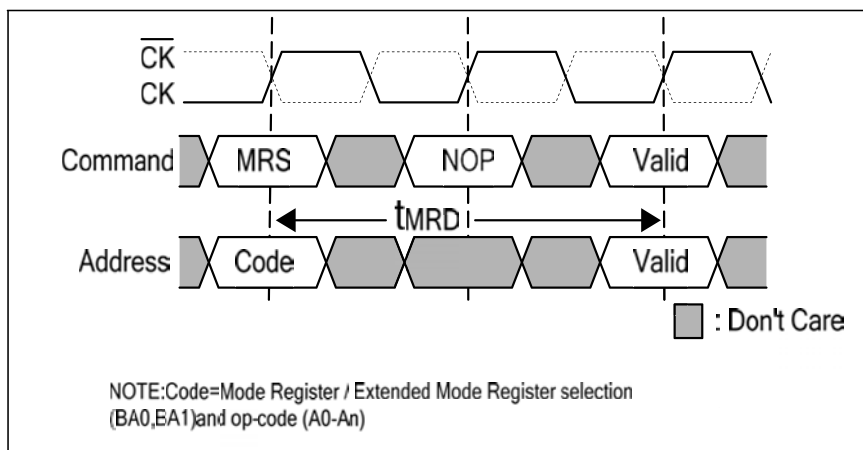 C̅K̅
CK
Command MRS NOP Valid
tMRD
Address Code Valid
: Don't Care
NOTE:Code=Mode Register / Extended Mode Register selection
(BA0,BA1)and op-code (A0-An)